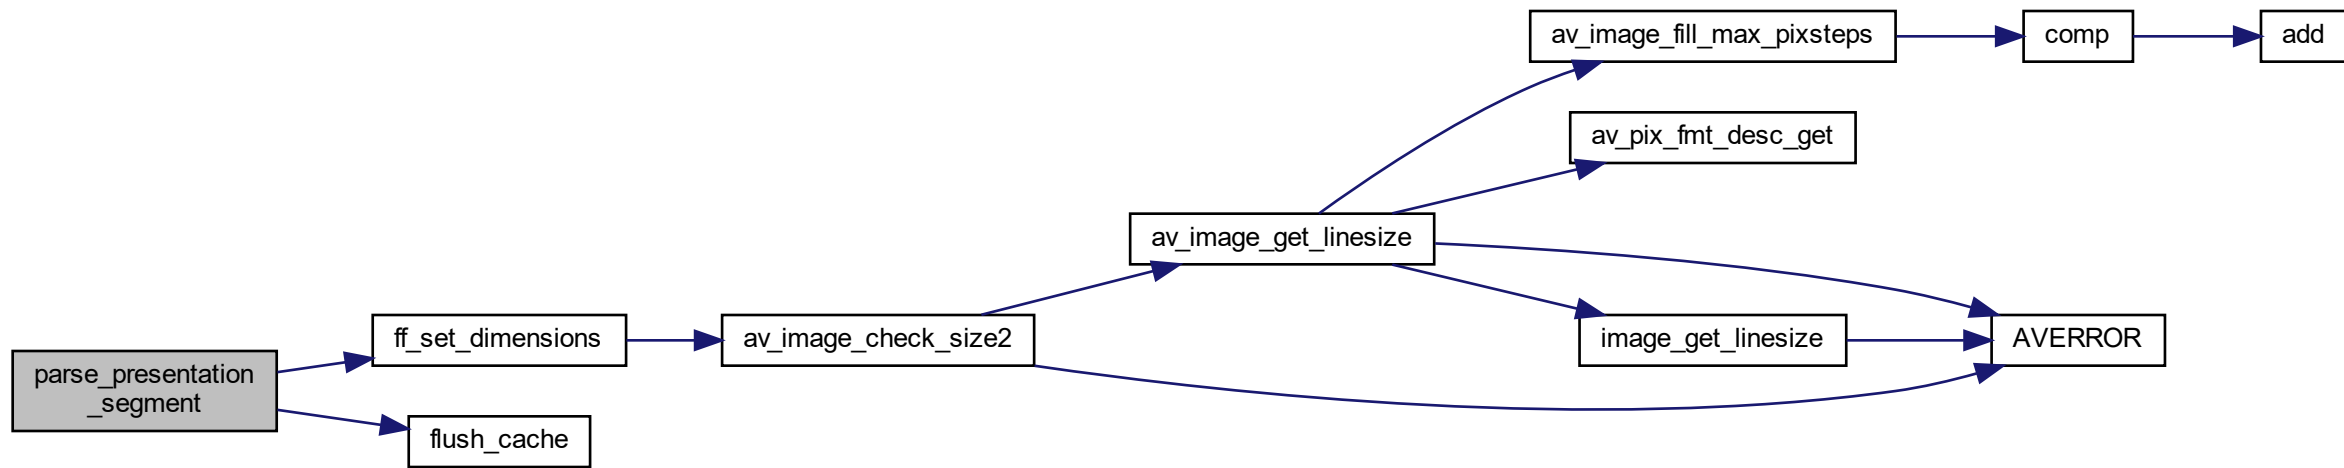 av_image_fill_max_pixsteps
comp
add
av_pix_fmt_desc_get
av_image_get_linesize
ff_set_dimensions
av_image_check_size2
image_get_linesize
AVERROR
parse_presentation
_segment
flush_cache